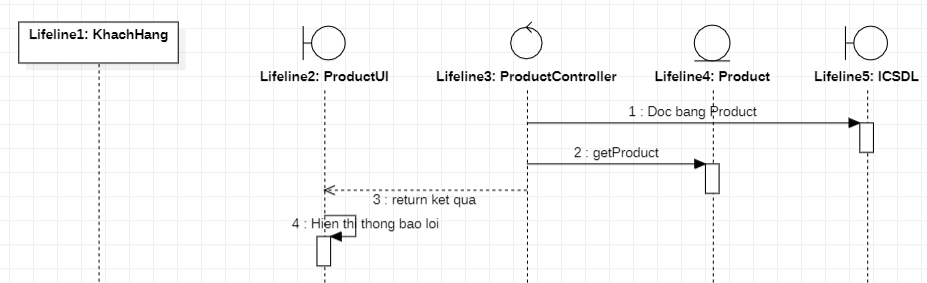 Lifeline1: KhachHang
Lifeline2: ProductUI
Lifeline3: ProductController
Lifeline4: Product
Lifeline5: ICSDL
1 : Doc bang Product
2 : getProduct
3 : return ket qua
4 : Hien thi thong bao loi